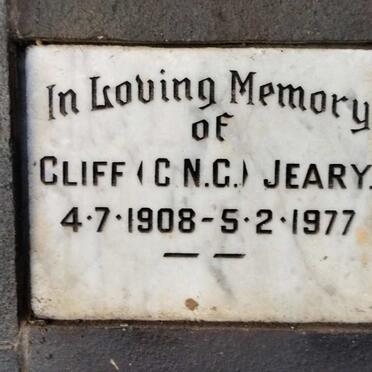 In Loving Memory
of
CLIFF (C N.G.) JEARY.
4·7·1908-5·2·1977